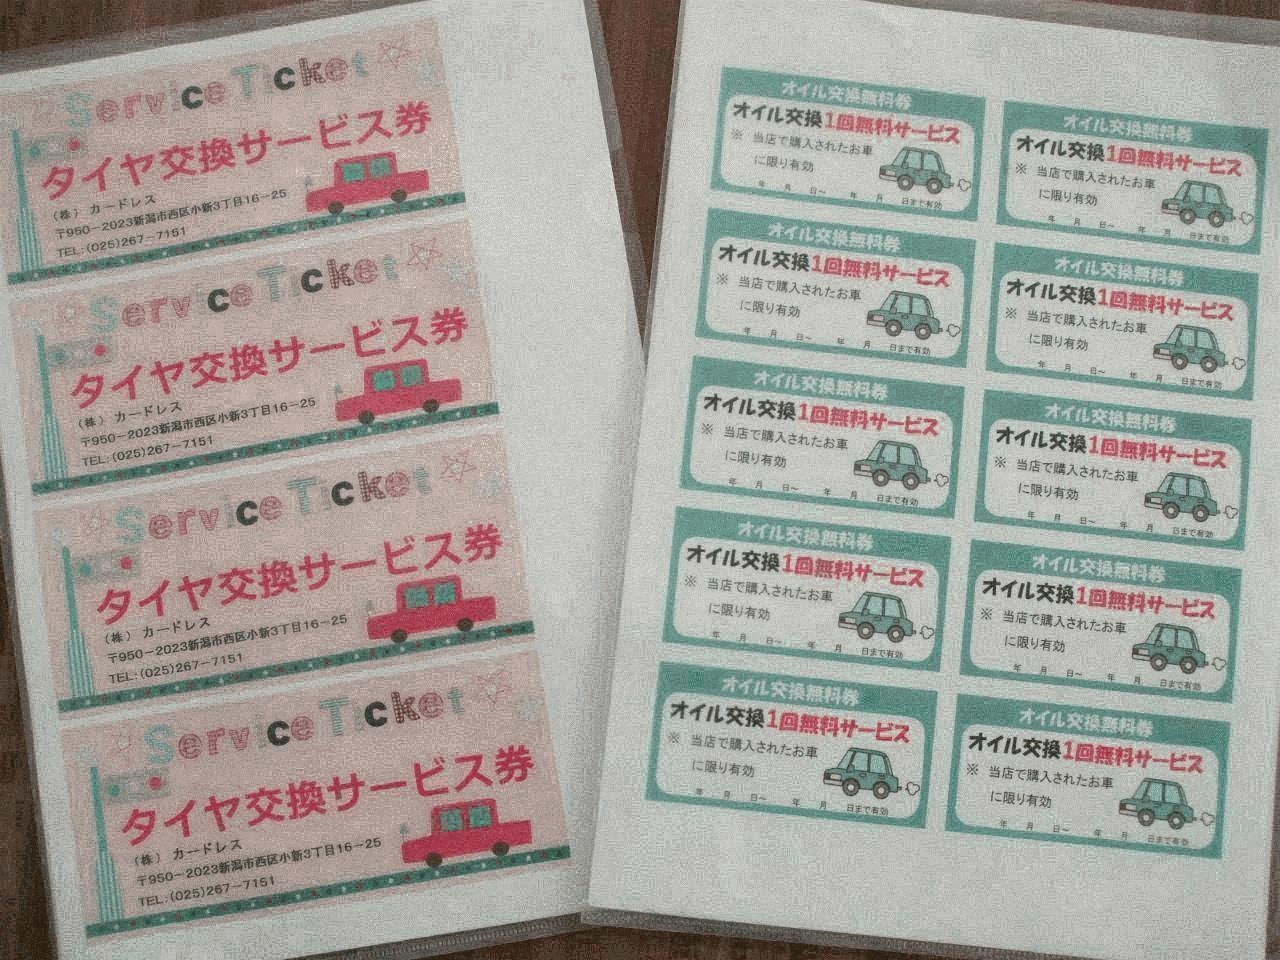 Service Ticket
タイヤ交換サービス券
(株) カードレス
〒950-2023新潟市西区小新3丁目16-25
TEL:(025)267-7151
Service Ticket
タイヤ交換サービス券
(株) カードレス
〒950-2023新潟市西区小新3丁目16-25
TEL:(025)267-7151
Service Ticket
タイヤ交換サービス券
(株) カードレス
〒950-2023新潟市西区小新3丁目16-25
TEL:(025)267-7151
Service Ticket
タイヤ交換サービス券
(株) カードレス
〒950-2023新潟市西区小新3丁目16-25
TEL:(025)267-7151
オイル交換無料券
オイル交換1回無料サービス
※ 当店で購入されたお車
に限り有効
年 月 日~ 年 月 日まで有効
オイル交換無料券
オイル交換1回無料サービス
※ 当店で購入されたお車
に限り有効
年 月 日~ 年 月 日まで有効
オイル交換無料券
オイル交換1回無料サービス
※ 当店で購入されたお車
に限り有効
年 月 日~ 年 月 日まで有効
オイル交換無料券
オイル交換1回無料サービス
※ 当店で購入されたお車
に限り有効
年 月 日~ 年 月 日まで有効
オイル交換無料券
オイル交換1回無料サービス
※ 当店で購入されたお車
に限り有効
年 月 日~ 年 月 日まで有効
オイル交換無料券
オイル交換1回無料サービス
※ 当店で購入されたお車
に限り有効
年 月 日~ 年 月 日まで有効
オイル交換無料券
オイル交換1回無料サービス
※ 当店で購入されたお車
に限り有効
年 月 日~ 年 月 日まで有効
オイル交換無料券
オイル交換1回無料サービス
※ 当店で購入されたお車
に限り有効
年 月 日~ 年 月 日まで有効
オイル交換無料券
オイル交換1回無料サービス
※ 当店で購入されたお車
に限り有効
年 月 日~ 年 月 日まで有効
オイル交換無料券
オイル交換1回無料サービス
※ 当店で購入されたお車
に限り有効
年 月 日~ 年 月 日まで有効